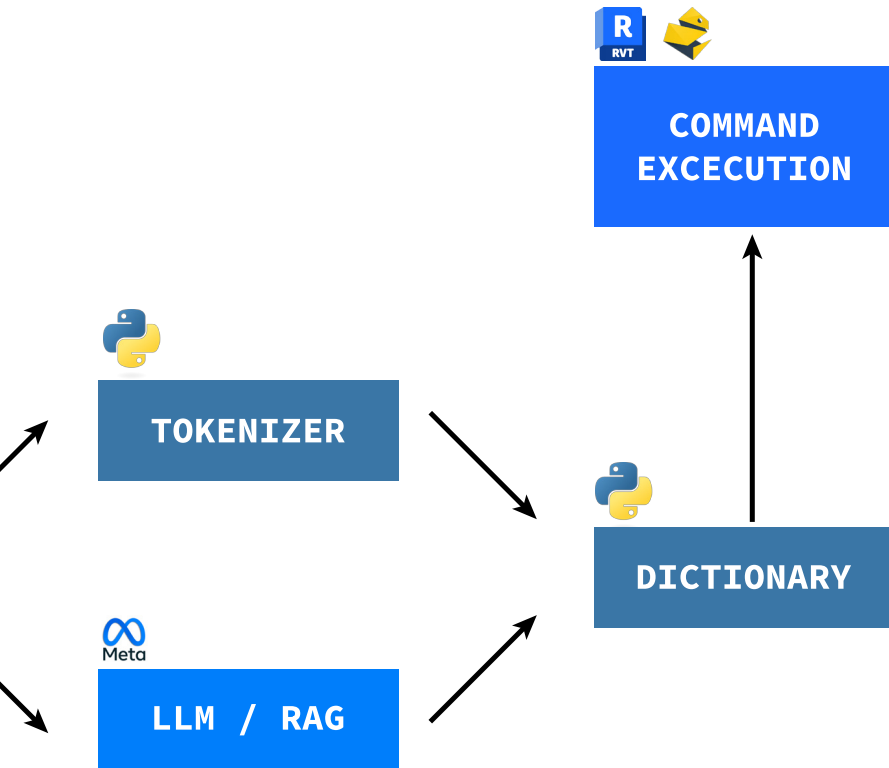 R
RVT
COMMAND
EXCECUTION
TOKENIZER
DICTIONARY
Meta
LLM / RAG